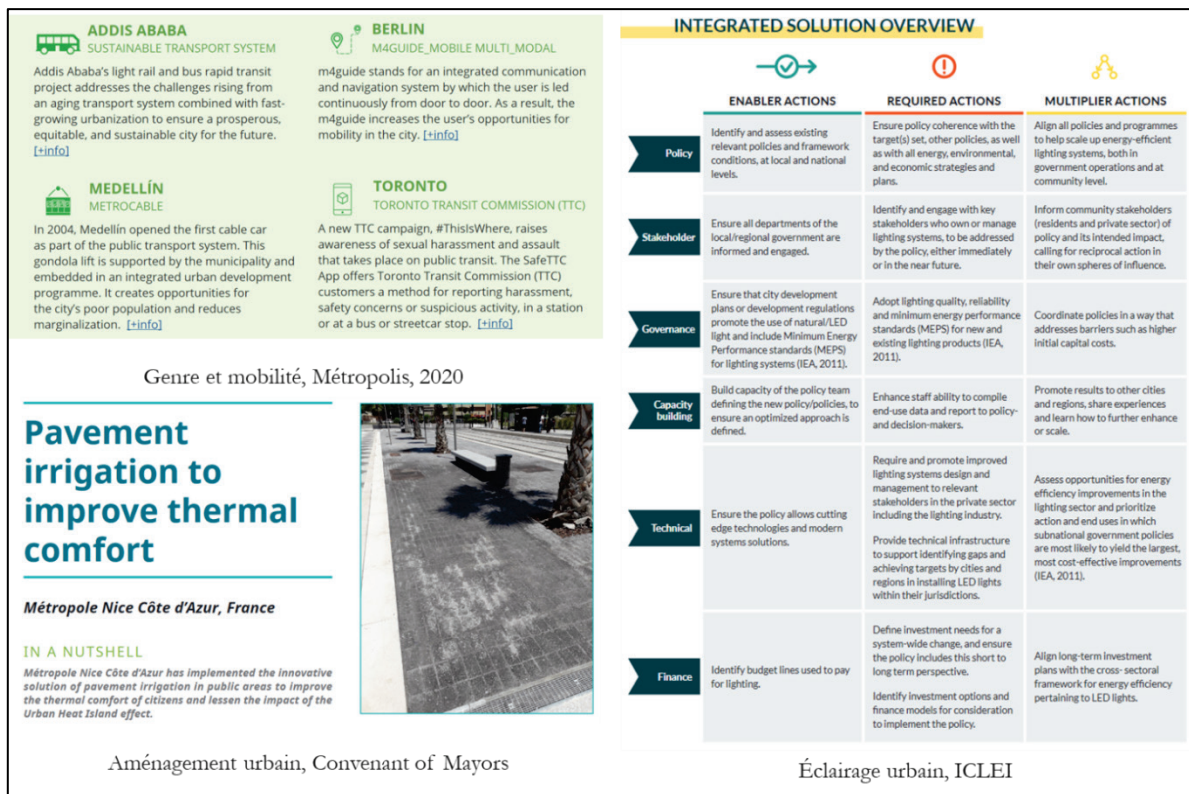 ADDIS ABABA
SUSTAINABLE TRANSPORT SYSTEM
Addis Ababa's light rail and bus rapid transit
project addresses the challenges rising from
an aging transport system combined with fast-
growing urbanization to ensure a prosperous,
equitable, and sustainable city for the future.
[+info]
BERLIN
M4GUIDE_MOBILE MULTI_MODAL
m4guide stands for an integrated communication
and navigation system by which the user is led
continuously from door to door. As a result, the
m4guide increases the user's opportunities for
mobility in the city. [+info]
MEDELLÍN
METROCABLE
In 2004, Medellín opened the first cable car
as part of the public transport system. This
gondola lift is supported by the municipality and
embedded in an integrated urban development
programme. It creates opportunities for
the city's poor population and reduces
marginalization. [+info]
TORONTO
TORONTO TRANSIT COMMISSION (TTC)
A new TTC campaign, #ThisIsWhere, raises
awareness of sexual harassment and assault
that takes place on public transit. The SafeTTC
App offers Toronto Transit Commission (TTC)
customers a method for reporting harassment,
safety concerns or suspicious activity, in a station
or at a bus or streetcar stop. [+info]
Genre et mobilité, Métropolis, 2020
Pavement
irrigation to
improve thermal
comfort
Métropole Nice Côte d'Azur, France
IN A NUTSHELL
Métropole Nice Côte d'Azur has implemented the innovative
solution of pavement irrigation in public areas to improve
the thermal comfort of citizens and lessen the impact of the
Urban Heat Island effect.
Aménagement urbain, Convenant of Mayors
INTEGRATED SOLUTION OVERVIEW
ENABLER ACTIONS
REQUIRED ACTIONS
MULTIPLIER ACTIONS
Policy
Identify and assess existing
relevant policies and framework
conditions, at local and national
levels.
Ensure policy coherence with the
target(s) set, other policies, as well
as with all energy, environmental,
and economic strategies and
plans.
Align all policies and programmes
to help scale up energy-efficient
lighting systems, both in
government operations and at
community level.
Stakeholder
Ensure all departments of the
local/regional government are
informed and engaged.
Identify and engage with key
stakeholders who own or manage
lighting systems, to be addressed
by the policy, either immediately
or in the near future.
Inform community stakeholders
(residents and private sector) of
policy and its intended impact,
calling for reciprocal action in
their own spheres of influence.
Governance
Ensure that city development
plans or development regulations
promote the use of natural/LED
light and include Minimum Energy
Performance standards (MEPS)
for lighting systems (IEA, 2011).
Adopt lighting quality, reliability
and minimum energy performance
standards (MEPS) for new and
existing lighting products (IEA,
2011).
Coordinate policies in a way that
addresses barriers such as higher
initial capital costs.
Capacity
building
Build capacity of the policy team
defining the new policy/policies, to
ensure an optimized approach is
defined.
Enhance staff ability to compile
end-use data and report to policy-
and decision-makers.
Promote results to other cities
and regions, share experiences
and learn how to further enhance
or scale.
Technical
Ensure the policy allows cutting
edge technologies and modern
systems solutions.
Require and promote improved
lighting systems design and
management to relevant
stakeholders in the private sector
including the lighting industry.
Provide technical infrastructure
to support identifying gaps and
achieving targets by cities and
regions in installing LED lights
within their jurisdictions.
Assess opportunities for energy
efficiency improvements in the
lighting sector and prioritize
action and end uses in which
subnational government policies
are most likely to yield the largest,
most cost-effective improvements
(IEA, 2011).
Finance
Identify budget lines used to pay
for lighting.
Define investment needs for a
system-wide change, and ensure
the policy includes this short to
long term perspective.
Identify investment options and
finance models for consideration
to implement the policy.
Align long-term investment
plans with the cross- sectoral
framework for energy efficiency
pertaining to LED lights.
Éclairage urbain, ICLEI